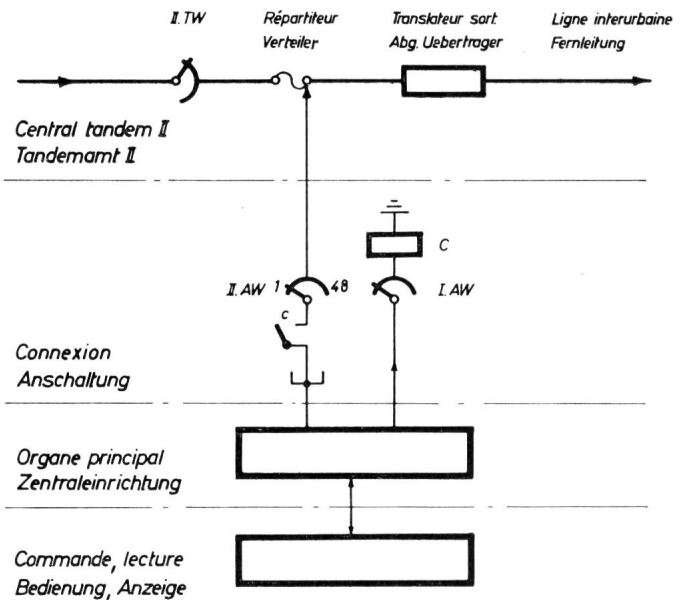 II. TW
Répartiteur
Verteiler
Translateur sort.
Abg. Uebertrager
Ligne interurbaine
Fernleitung
Central tandem II
Tandemamt II
C
II. AW 1 48 I. AW
c
Connexion
Anschaltung
Organe principal
Zentraleinrichtung
Commande, lecture
Bedienung, Anzeige